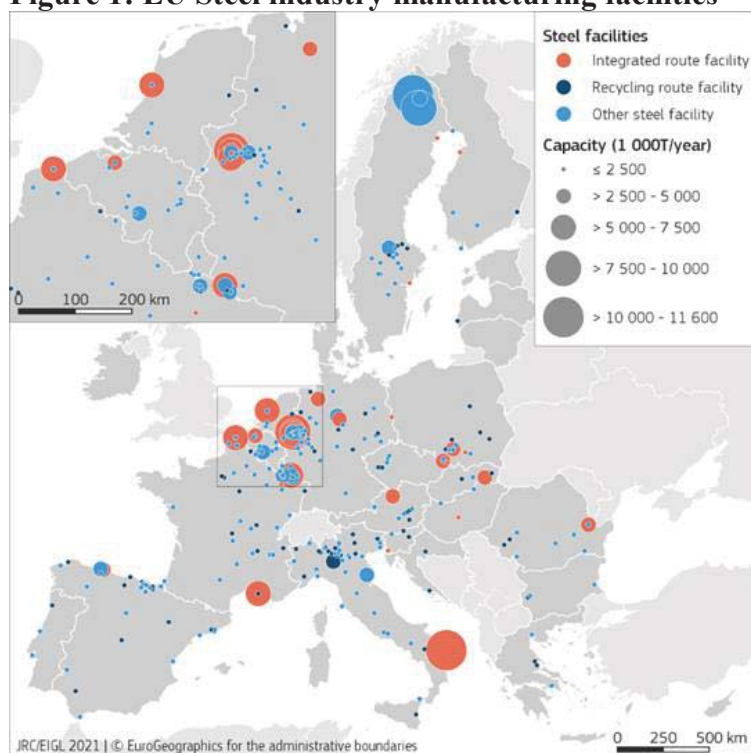 Figure 1: EU Steel industry manufacturing facilities
Steel facilities
Integrated route facility
Recycling route facility
Other steel facility
Capacity (1 000T/year)
≤ 2 500
> 2 500 - 5 000
> 5 000 - 7 500
> 7 500 - 10 000
> 10 000 - 11 600
0 100 200 km
JRC/EIGL 2021 | © EuroGeographics for the administrative boundaries
0 250 500 km